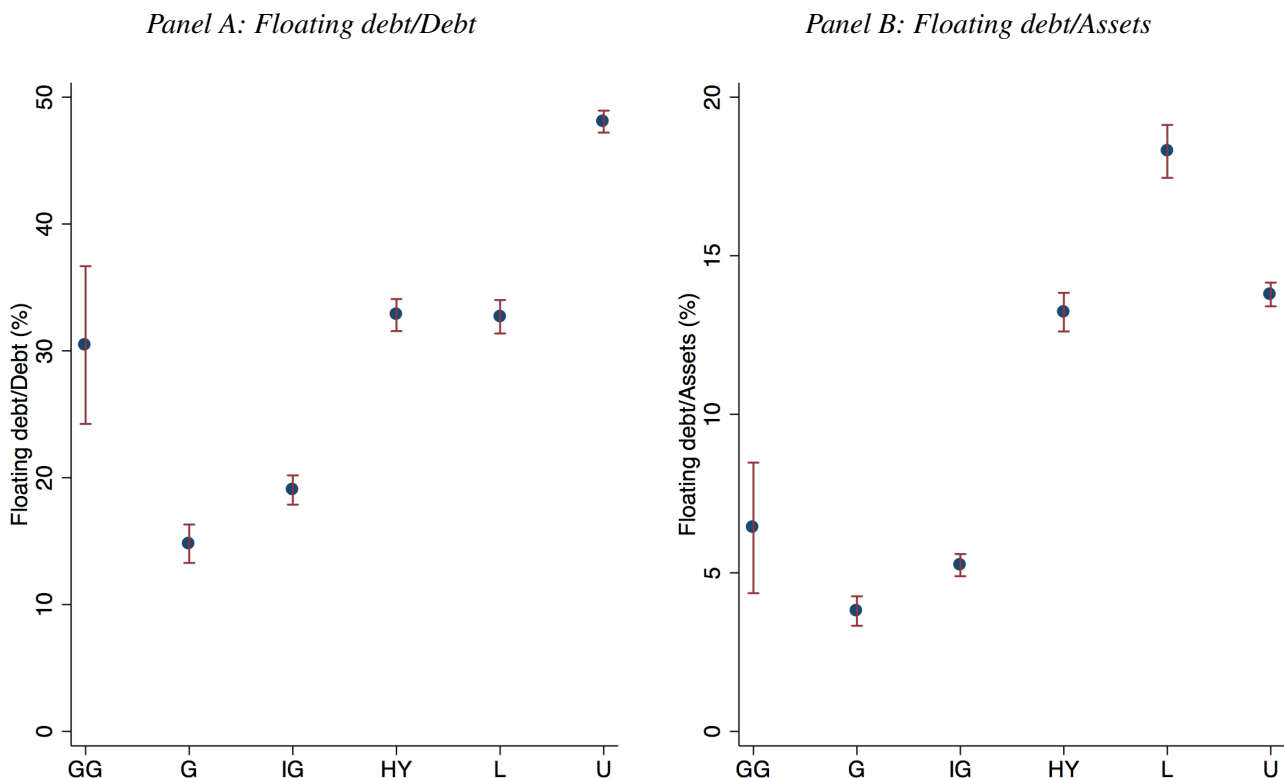 Panel A: Floating debt/Debt
Floating debt/Debt (%)
50
40
30
20
10
0
GG G IG HY L U
Panel B: Floating debt/Assets
Floating debt/Assets (%)
20
15
10
5
0
GG G IG HY L U